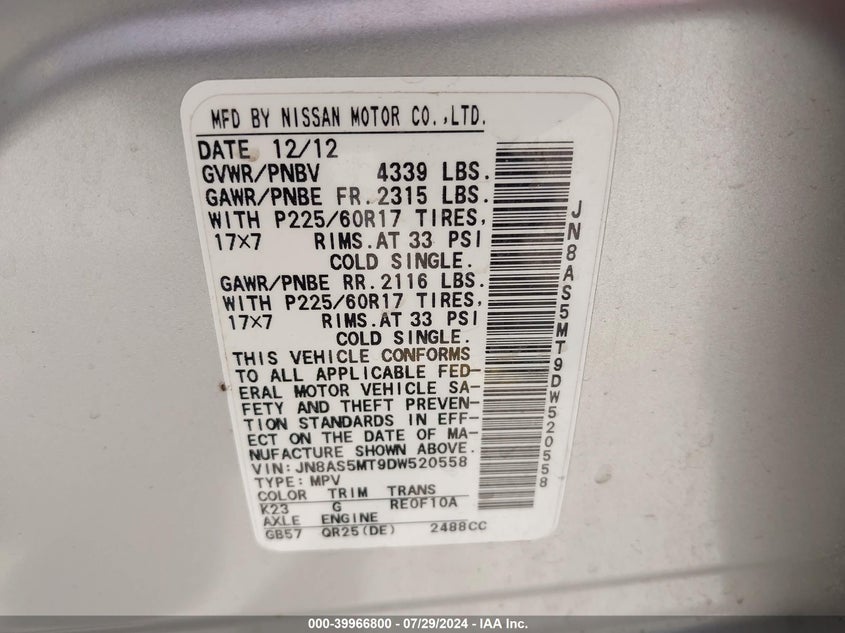 MFD BY NISSAN MOTOR CO.,LTD.
DATE 12/12
GVWR/PNBV 4339 LBS.
GAWR/PNBE FR. 2315 LBS.
WITH P225/60R17 TIRES,
17×7 RIMS.AT 33 PSI
COLD SINGLE.
GAWR/PNBE RR. 2116 LBS.
WITH P225/60R17 TIRES,
17×7 RIMS.AT 33 PSI
COLD SINGLE.
THIS VEHICLE CONFORMS
TO ALL APPLICABLE FED-
ERAL MOTOR VEHICLE SA-
FETY AND THEFT PREVEN-
TION STANDARDS IN EFF-
ECT ON THE DATE OF MA-
NUFACTURE SHOWN ABOVE.
VIN: JN8AS5MT9DW520558
TYPE: MPV
COLOR TRIM TRANS
K23 G RE0F10A
AXLE ENGINE
GB57 QR25(DE) 2488CC
JN8AS5MT9DW520558
000-39966800 / 07/29/2024 - IAA Inc.